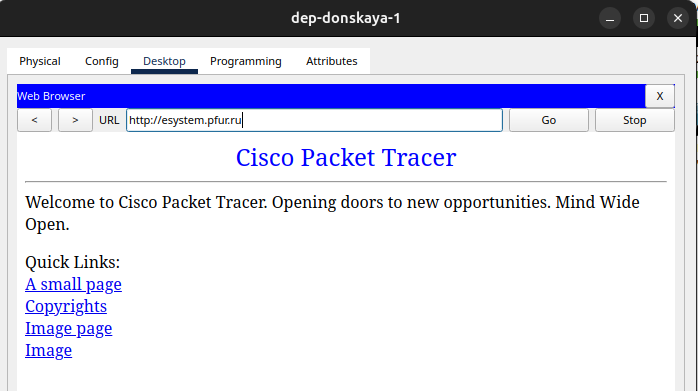 dep-donskaya-1
Physical Config Desktop Programming Attributes
Web Browser X
< > URL http://esystem.pfur.ru Go Stop
Cisco Packet Tracer
Welcome to Cisco Packet Tracer. Opening doors to new opportunities. Mind Wide
Open.
Quick Links:
A small page
Copyrights
Image page
Image